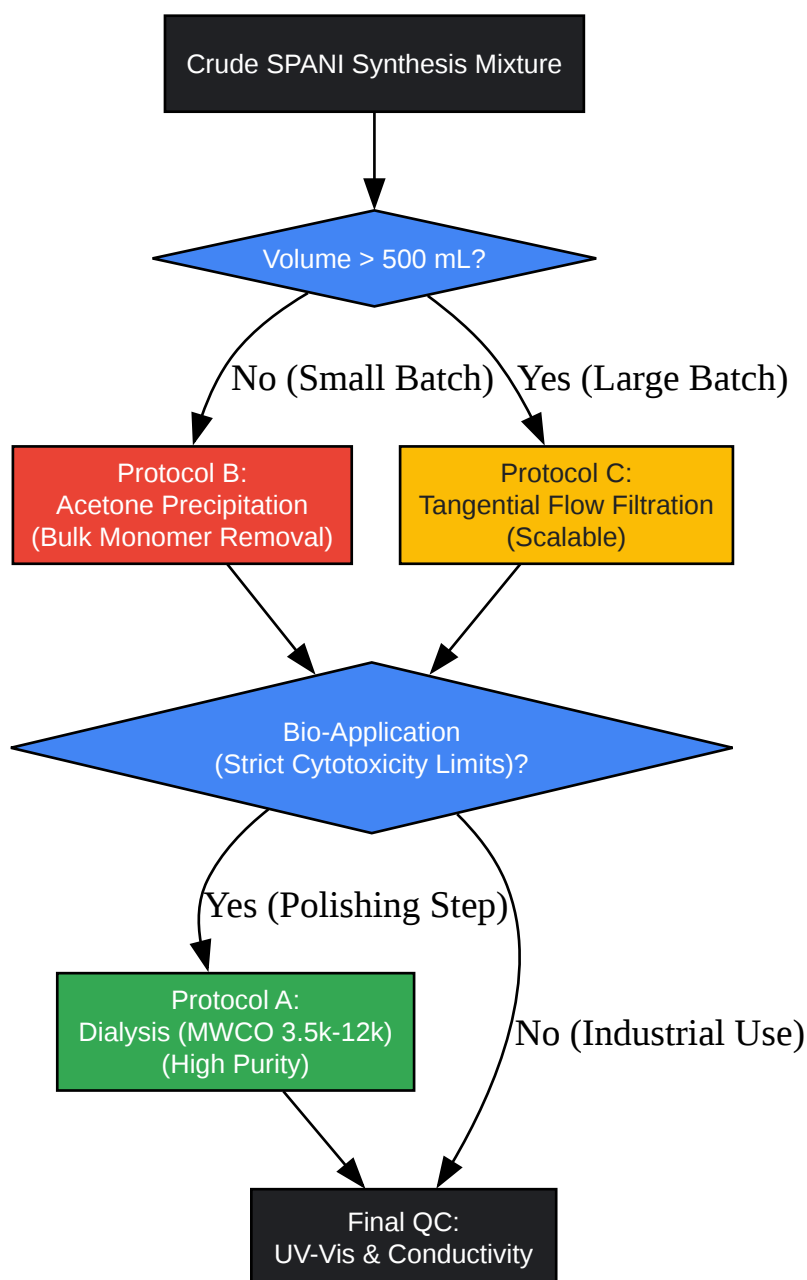 Crude SPANI Synthesis Mixture
Volume > 500 mL?
No (Small Batch)
Yes (Large Batch)
Protocol B:
Acetone Precipitation
(Bulk Monomer Removal)
Protocol C:
Tangential Flow Filtration
(Scalable)
Bio-Application
(Strict Cytotoxicity Limits)?
Yes (Polishing Step)
Protocol A:
Dialysis (MWCO 3.5k-12k)
(High Purity)
No (Industrial Use)
Final QC:
UV-Vis & Conductivity